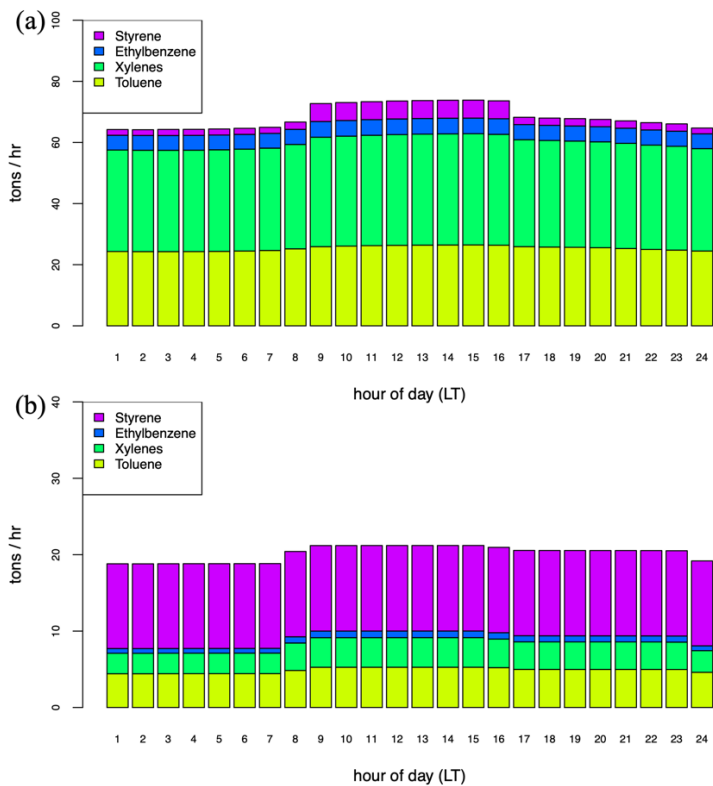 (a)
Styrene
Ethylbenzene
Xylenes
Toluene
tons / hr
0 20 40 60 80 100
1 2 3 4 5 6 7 8 9 10 11 12 13 14 15 16 17 18 19 20 21 22 23 24
hour of day (LT)
(b)
Styrene
Ethylbenzene
Xylenes
Toluene
tons / hr
0 10 20 30 40
1 2 3 4 5 6 7 8 9 10 11 12 13 14 15 16 17 18 19 20 21 22 23 24
hour of day (LT)